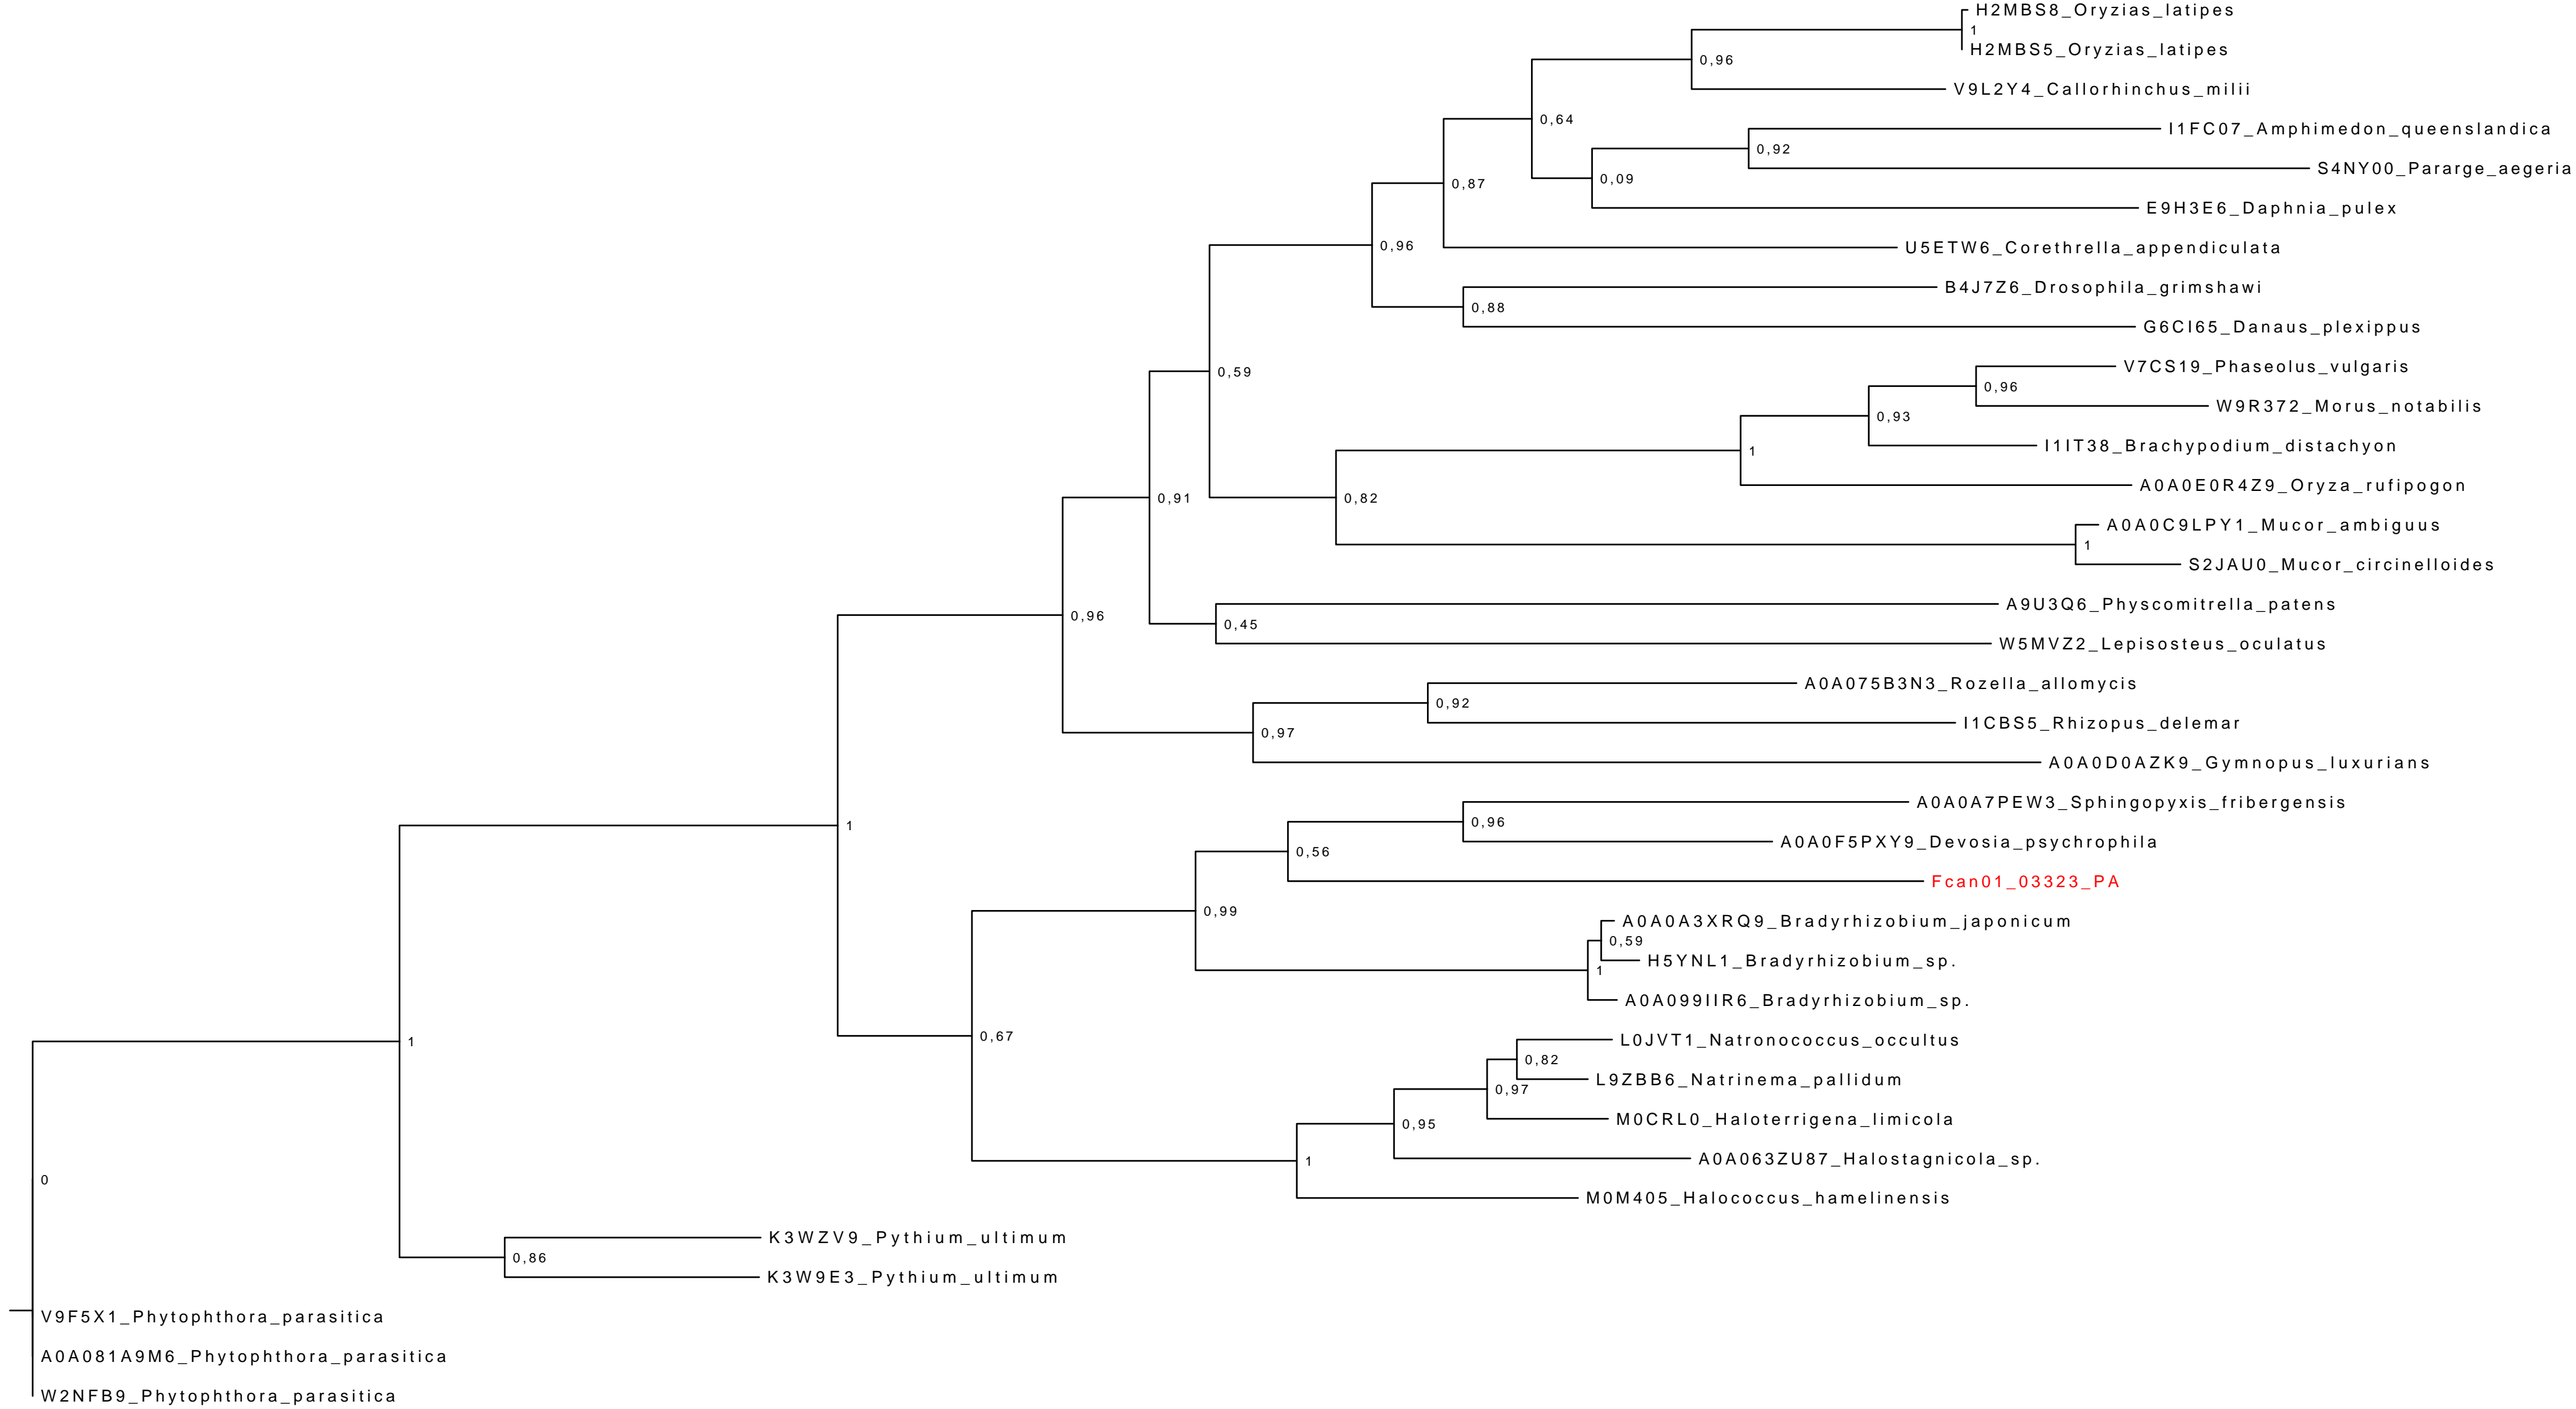 H2MBS8_Oryzias_latipes
1
H2MBS5_Oryzias_latipes
0,96
V9L2Y4_Callorhinchus_milii
0,64
I1FC07_Amphimedon_queenslandica
0,92
S4NY00_Pararge_aegeria
0,09
0,87
E9H3E6_Daphnia_pulex
0,96
U5ETW6_Corethrella_appendiculata
B4J7Z6_Drosophila_grimshawi
0,88
G6CI65_Danaus_plexippus
0,59
V7CS19_Phaseolus_vulgaris
0,96
W9R372_Morus_notabilis
0,93
I1IT38_Brachypodium_distachyon
1
A0A0E0R4Z9_Oryza_rufipogon
0,91
0,82
A0A0C9LPY1_Mucor_ambiguus
1
S2JAU0_Mucor_circinelloides
A9U3Q6_Physcomitrella_patens
0,96
0,45
W5MVZ2_Lepisosteus_oculatus
A0A075B3N3_Rozella_allomycis
0,92
I1CBS5_Rhizopus_delemar
0,97
A0A0D0AZK9_Gymnopus_luxurians
A0A0A7PEW3_Sphingopyxis_fribergensis
1
0,96
A0A0F5PXY9_Devosia_psychrophila
0,56
Fcan01_03323_PA
0,99
A0A0A3XRQ9_Bradyrhizobium_japonicum
0,59
H5YNL1_Bradyrhizobium_sp.
1
A0A099IIR6_Bradyrhizobium_sp.
0,67
1
L0JVT1_Natronococcus_occultus
0,82
L9ZBB6_Natrinema_pallidum
0,97
M0CRL0_Haloterrigena_limicola
0,95
A0A063ZU87_Halostagnicola_sp.
1
0
M0M405_Halococcus_hamelinensis
K3WZV9_Pythium_ultimum
0,86
K3W9E3_Pythium_ultimum
V9F5X1_Phytophthora_parasitica
A0A081A9M6_Phytophthora_parasitica
W2NFB9_Phytophthora_parasitica